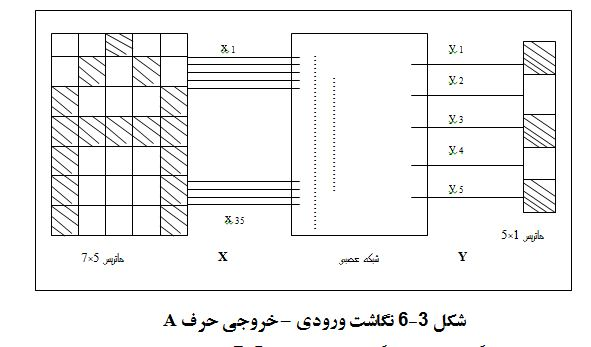 x 1
y 1
y 2
y 3
y 4
y 5
x 35
ماتریس 5×1
ماتریس 7×5
X
شبکه عصبی
Y
شکل 3-6 نگاشت ورودی – خروجی حرف A